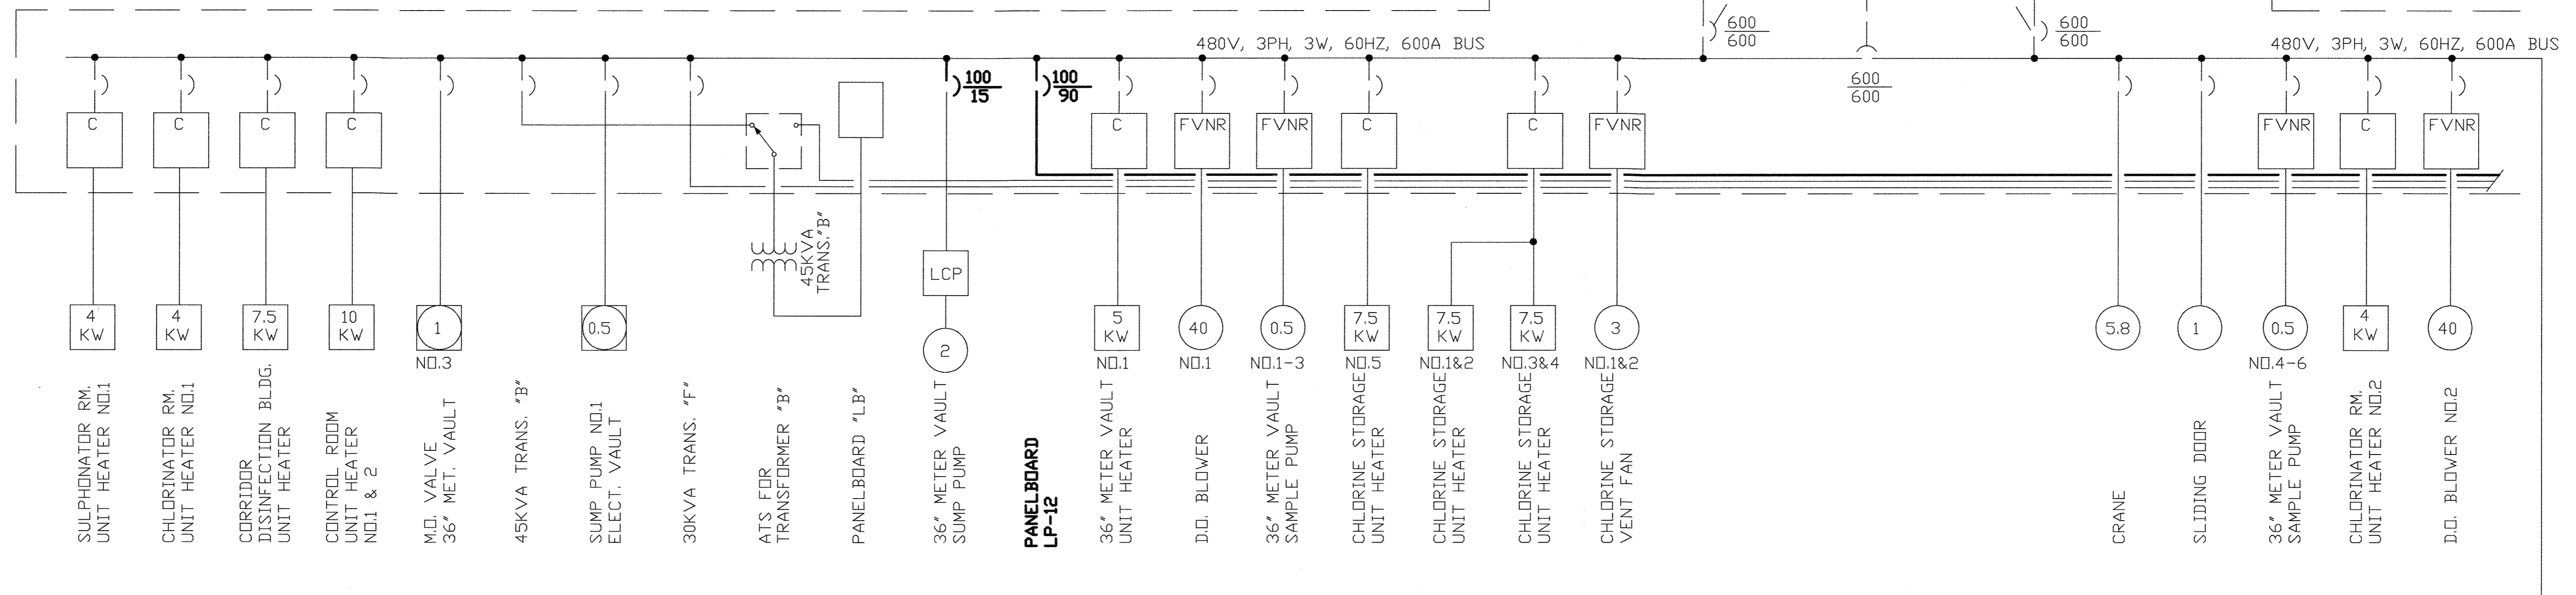 600
600
600
600
480V, 3PH, 3W, 60HZ, 600A BUS
480V, 3PH, 3W, 60HZ, 600A BUS
100
15
100
90
600
600
C
C
C
C
C
FVNR
FVNR
C
C
FVNR
FVNR
C
FVNR
45KVA
TRANS."B"
LCP
4
KW
4
KW
7.5
KW
10
KW
1
NO.3
0.5
2
5
KW
NO.1
40
NO.1
0.5
NO.1-3
7.5
KW
NO.5
7.5
KW
NO.1&2
7.5
KW
NO.3&4
3
NO.1&2
5.8
1
0.5
NO.4-6
4
KW
40
SULPHONATOR RM.
UNIT HEATER NO.1
CHLORINATOR RM.
UNIT HEATER NO.1
CORRIDOR
DISINFECTION BLDG.
UNIT HEATER
CONTROL ROOM
UNIT HEATER
NO.1 & 2
M.O. VALVE
36" MET. VAULT
45KVA TRANS. "B"
SUMP PUMP NO.1
ELECT. VAULT
30KVA TRANS. "F"
ATS FOR
TRANSFORMER "B"
PANELBOARD "LB"
36" METER VAULT
SUMP PUMP
PANELBOARD
LP-12
36" METER VAULT
UNIT HEATER
D.O. BLOWER
36" METER VAULT
SAMPLE PUMP
CHLORINE STORAGE
UNIT HEATER
CHLORINE STORAGE
UNIT HEATER
CHLORINE STORAGE
UNIT HEATER
CHLORINE STORAGE
VENT FAN
CRANE
SLIDING DOOR
36" METER VAULT
SAMPLE PUMP
CHLORINATOR RM.
UNIT HEATER NO.2
D.O. BLOWER NO.2